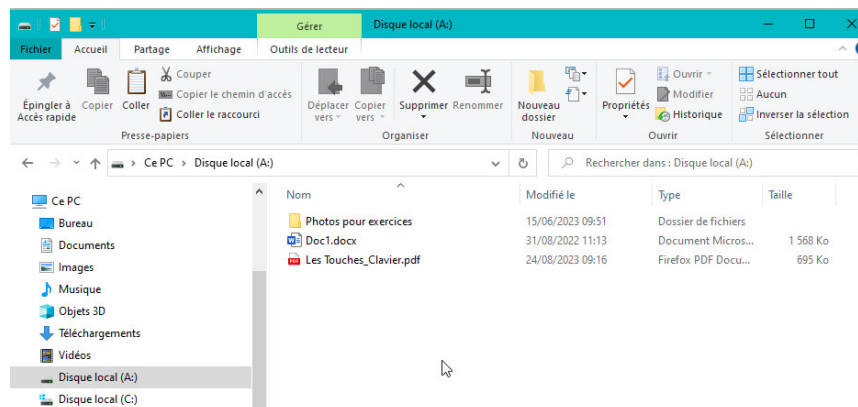 Gérer
Disque local (A:)
Fichier Accueil Partage Affichage Outils de lecteur
Épingler à Accès rapide
Copier
Coller
Couper
Copier le chemin d'accès
Coller le raccourci
Presse-papiers
Déplacer vers
Copier vers
Supprimer
Renommer
Organiser
Nouveau dossier
Nouveau
Propriétés
Ouvrir
Modifier
Historique
Ouvrir
Sélectionner tout
Aucun
Inverser la sélection
Sélectionner
Ce PC > Disque local (A:)
Rechercher dans : Disque local (A:)
Ce PC
Bureau
Documents
Images
Musique
Objets 3D
Téléchargements
Vidéos
Disque local (A:)
Disque local (C:)
Nom Modifié le Type Taille
Photos pour exercices 15/06/2023 09:51 Dossier de fichiers
Doc1.docx 31/08/2022 11:13 Document Micros... 1 568 Ko
Les Touches_Clavier.pdf 24/08/2023 09:16 Firefox PDF Docu... 695 Ko